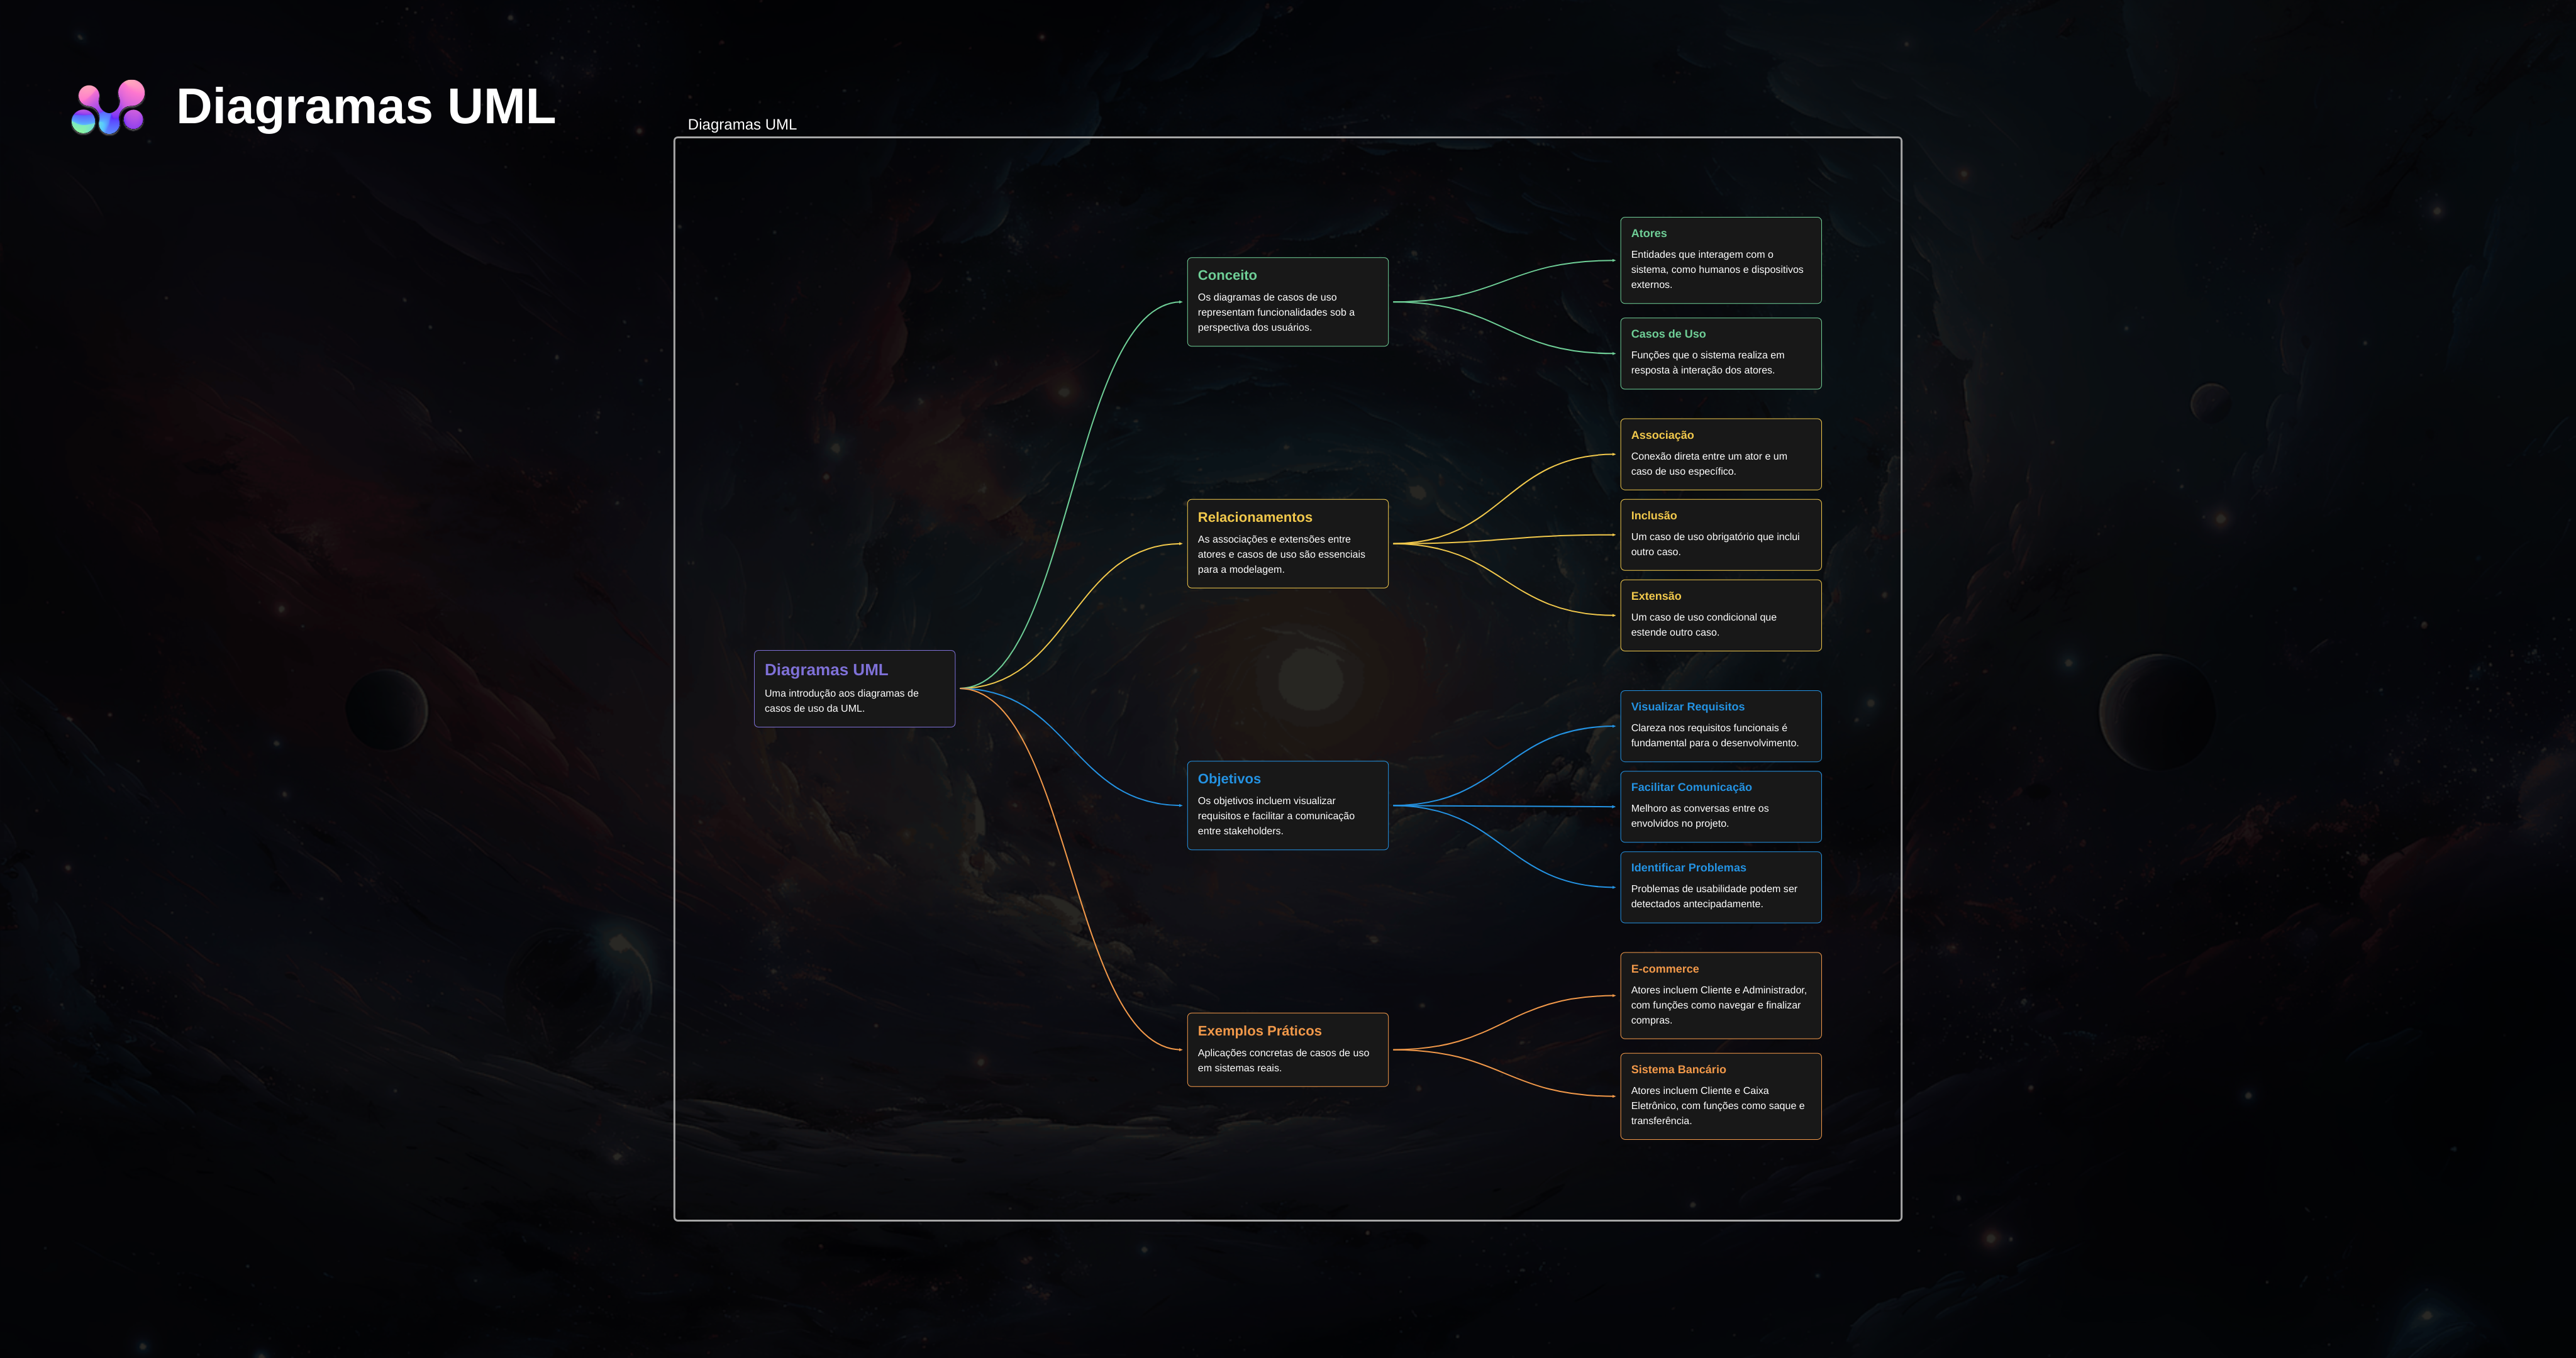 Diagramas UML
Diagramas UML
Diagramas UML
Uma introdução aos diagramas de
casos de uso da UML.
Conceito
Os diagramas de casos de uso
representam funcionalidades sob a
perspectiva dos usuários.
Atores
Entidades que interagem com o
sistema, como humanos e dispositivos
externos.
Casos de Uso
Funções que o sistema realiza em
resposta à interação dos atores.
Relacionamentos
As associações e extensões entre
atores e casos de uso são essenciais
para a modelagem.
Associação
Conexão direta entre um ator e um
caso de uso específico.
Inclusão
Um caso de uso obrigatório que inclui
outro caso.
Extensão
Um caso de uso condicional que
estende outro caso.
Objetivos
Os objetivos incluem visualizar
requisitos e facilitar a comunicação
entre stakeholders.
Visualizar Requisitos
Clareza nos requisitos funcionais é
fundamental para o desenvolvimento.
Facilitar Comunicação
Melhoro as conversas entre os
envolvidos no projeto.
Identificar Problemas
Problemas de usabilidade podem ser
detectados antecipadamente.
Exemplos Práticos
Aplicações concretas de casos de uso
em sistemas reais.
E-commerce
Atores incluem Cliente e Administrador,
com funções como navegar e finalizar
compras.
Sistema Bancário
Atores incluem Cliente e Caixa
Eletrônico, com funções como saque e
transferência.